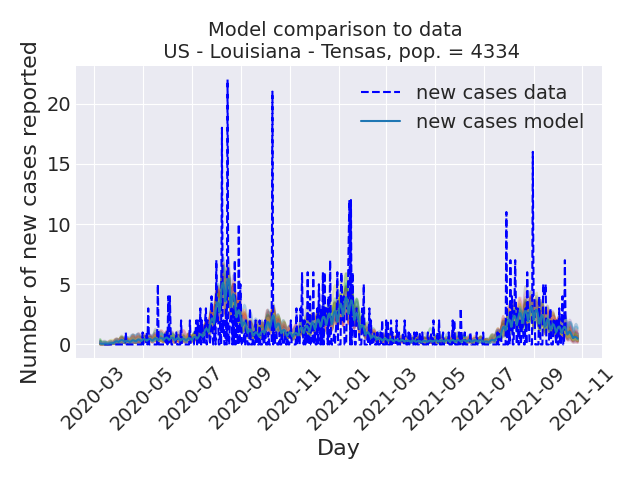 Model comparison to data
US - Louisiana - Tensas, pop. = 4334
Number of new cases reported
20
15
10
5
0
new cases data
new cases model
2020-03
2020-05
2020-07
2020-09
2020-11
2021-01
2021-03
2021-05
2021-07
2021-09
2021-11
Day